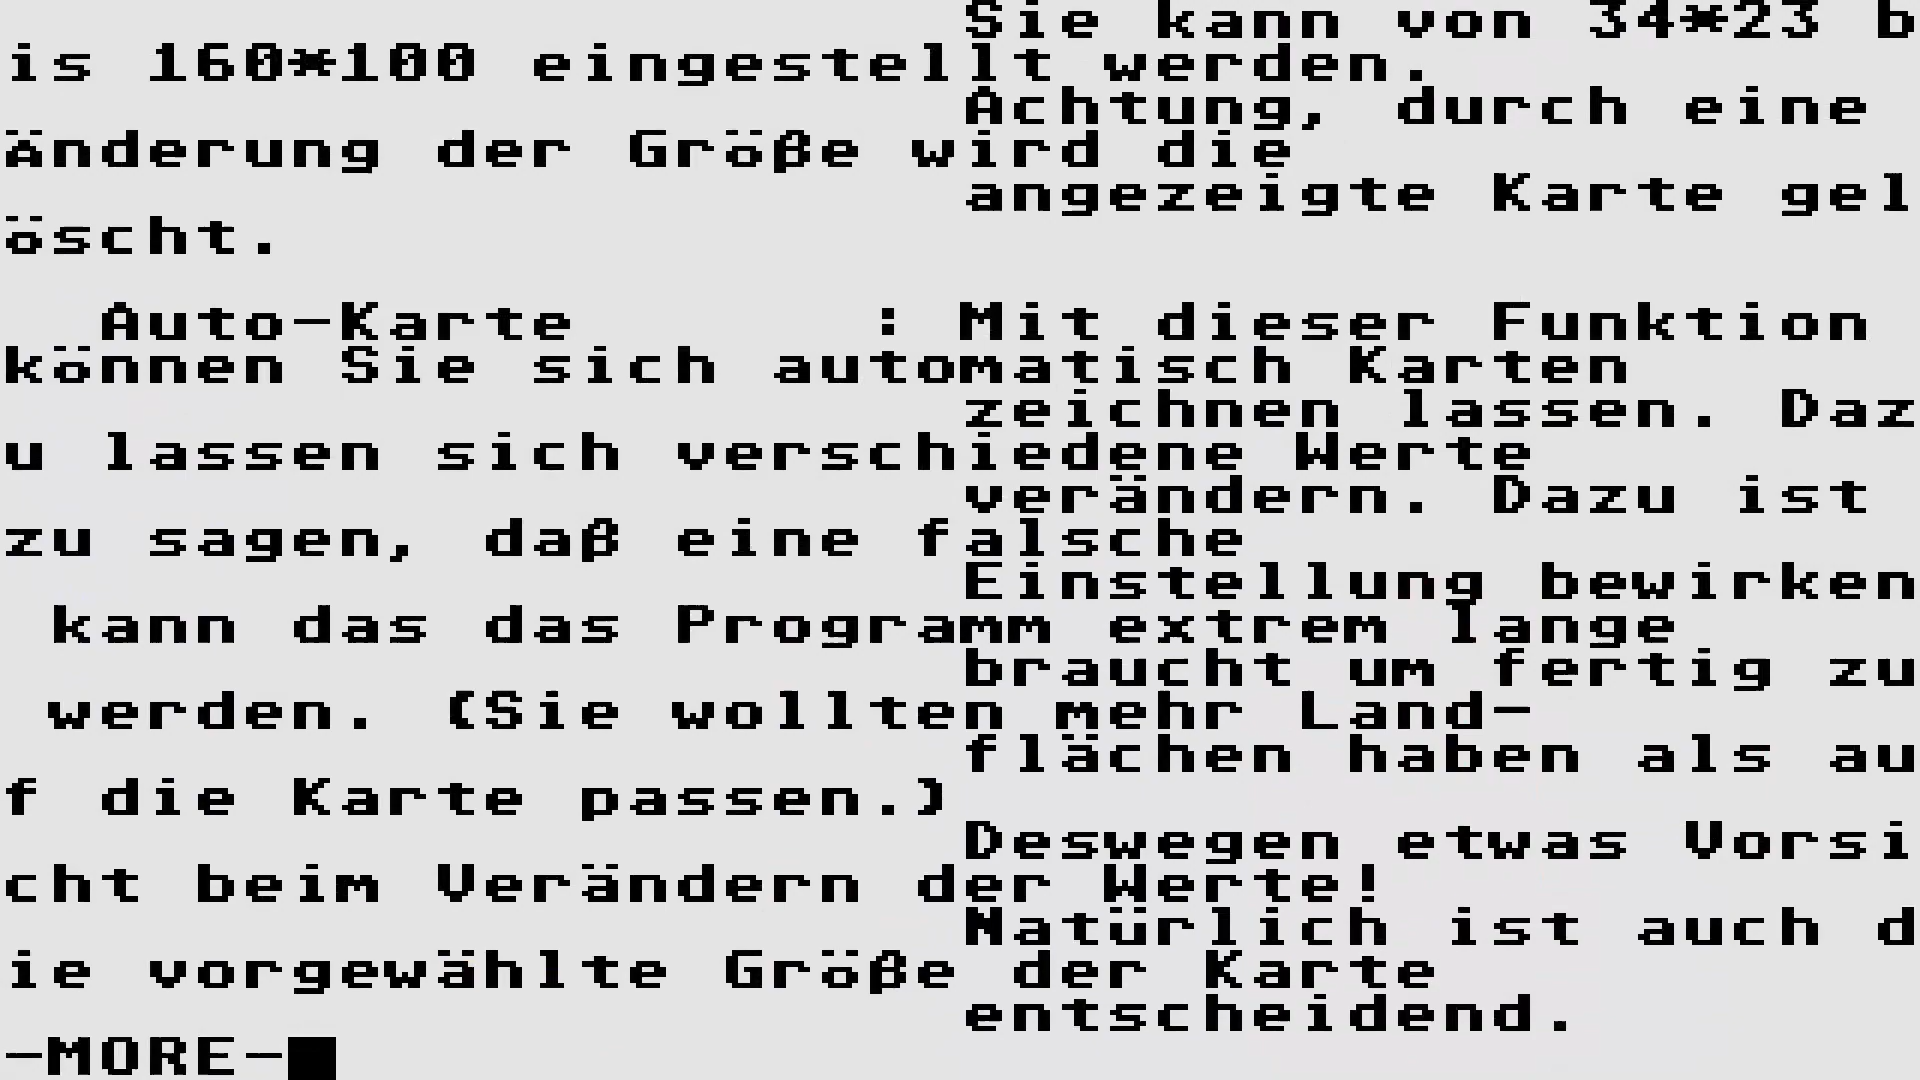 Sie kann von 34*23 b
is 160*100 eingestellt werden.
Achtung, durch eine
änderung der Größe wird die
angezeigte Karte gel
öscht.
Auto-Karte : Mit dieser Funktion
können Sie sich automatisch Karten
zeichnen lassen. Daz
u lassen sich verschiedene Werte
verändern. Dazu ist
zu sagen, daß eine falsche
Einstellung bewirken
kann das das Programm extrem lange
braucht um fertig zu
werden. (Sie wollten mehr Land-
flächen haben als au
f die Karte passen.)
Deswegen etwas Vorsi
cht beim Verändern der Werte!
Natürlich ist auch d
ie vorgewählte Größe der Karte
entscheidend.
-MORE-